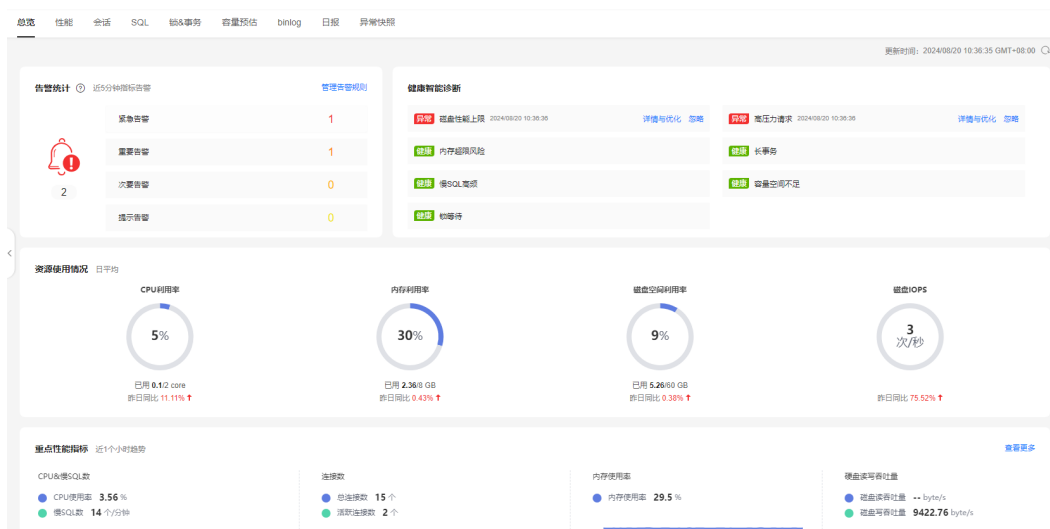 总览 性能 会话 SQL 锁&事务 容量预估 binlog 日报 异常快照
更新时间：2024/08/20 10:36:35 GMT+08:00
告警统计 近5分钟指标告警 管理告警规则
紧急告警 1
重要告警 1
次要告警 0
提示告警 0
2
健康智能诊断
异常 磁盘性能上限 2024/08/20 10:36:36 详情与优化 忽略
异常 高压力请求 2024/08/20 10:36:36 详情与优化 忽略
健康 内存超限风险
健康 长事务
健康 慢SQL高频
健康 容量空间不足
健康 锁等待
资源使用情况 日平均
CPU利用率 内存利用率 磁盘空间利用率 磁盘IOPS
5% 30% 9% 3
次/秒
已用 0.1/2 core 已用 2.36/8 GB 已用 5.26/60 GB
昨日同比 11.11% 昨日同比 0.43% 昨日同比 0.38% 昨日同比 75.52%
重点性能指标 近1个小时趋势 查看更多
CPU&慢SQL数 连接数 内存使用率 硬盘读写吞吐量
CPU使用率 3.56 % 总连接数 15 个 内存使用率 29.5 % 磁盘读吞吐量 -- byte/s
慢SQL数 14 个/分钟 活跃连接数 2 个 磁盘写吞吐量 9422.76 byte/s